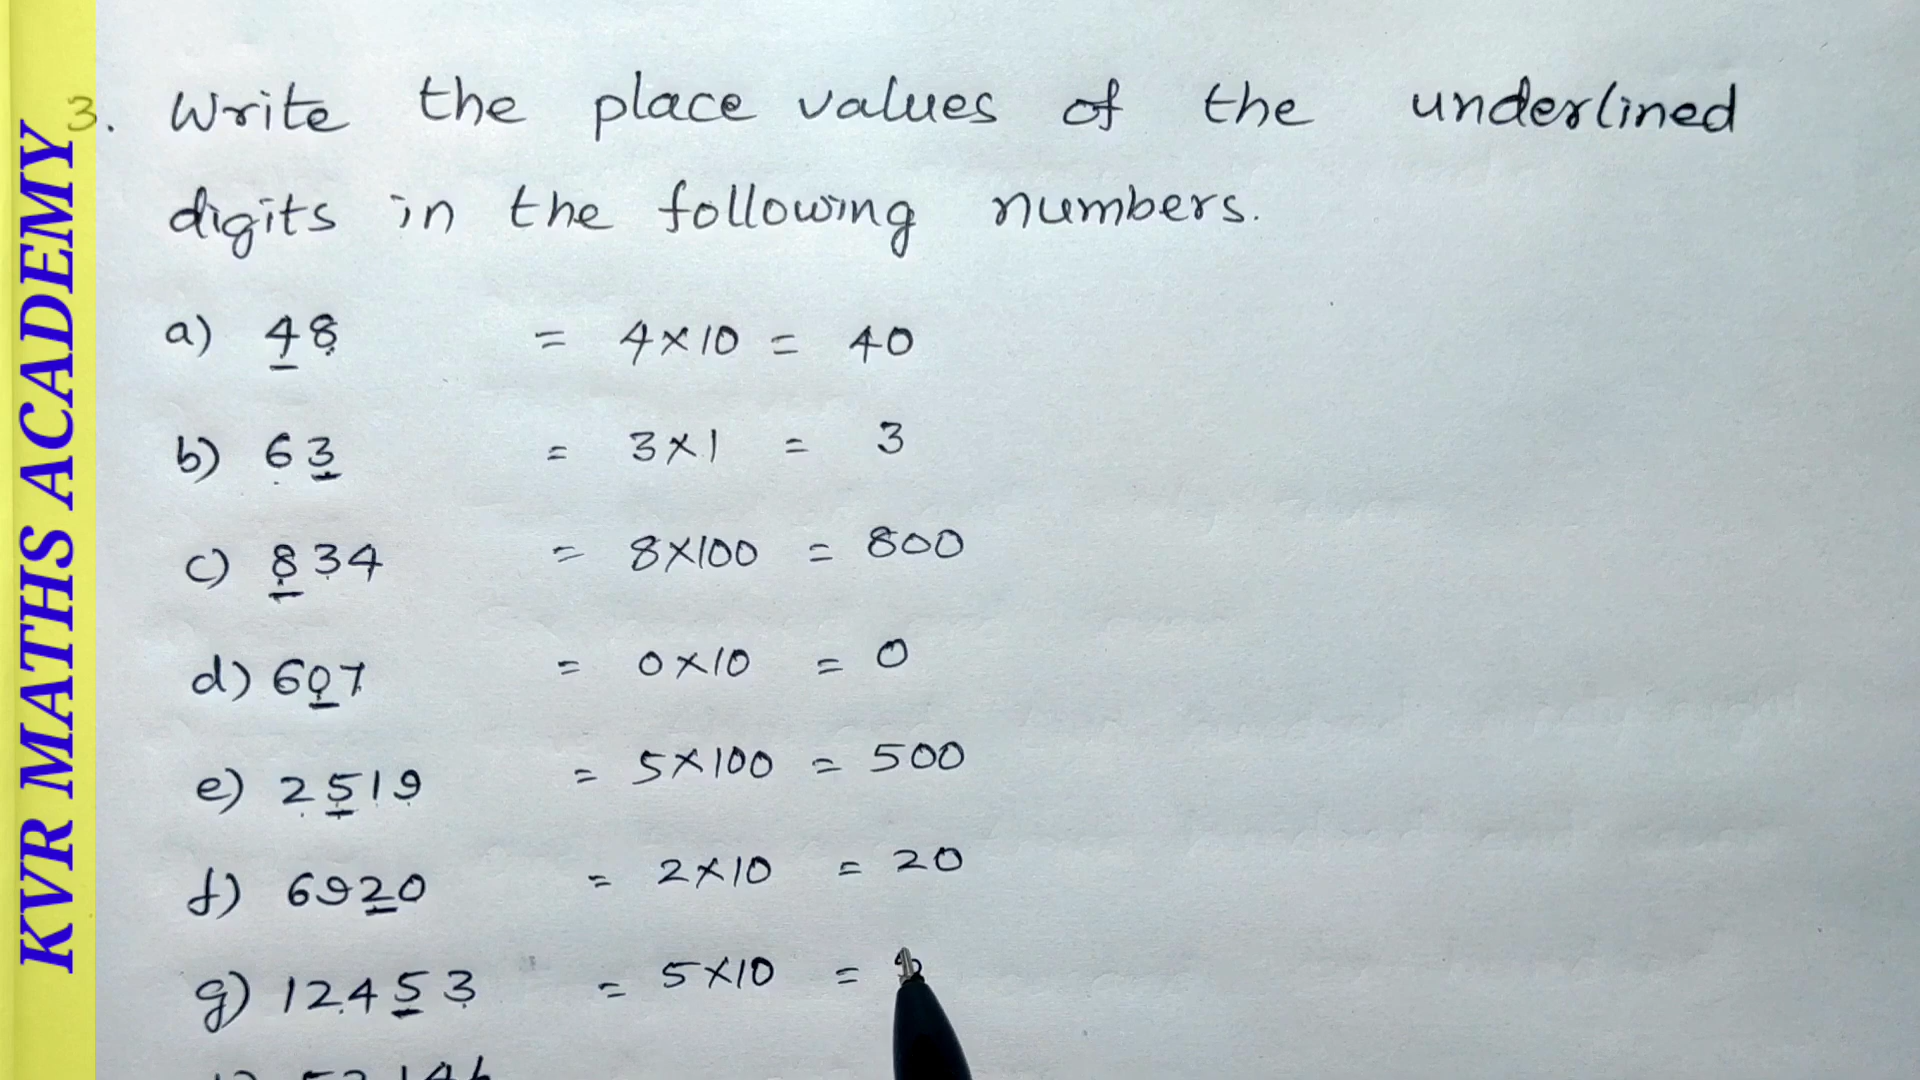 KVR MATHS ACADEMY
3. Write the place values of the underlined
digits in the following numbers.
a) 48 = 4×10 = 40
b) 63 = 3×1 = 3
c) 834 = 8×100 = 800
d) 607 = 0×10 = 0
e) 2519 = 5×100 = 500
f) 6920 = 2×10 = 20
g) 12453 = 5×10 =